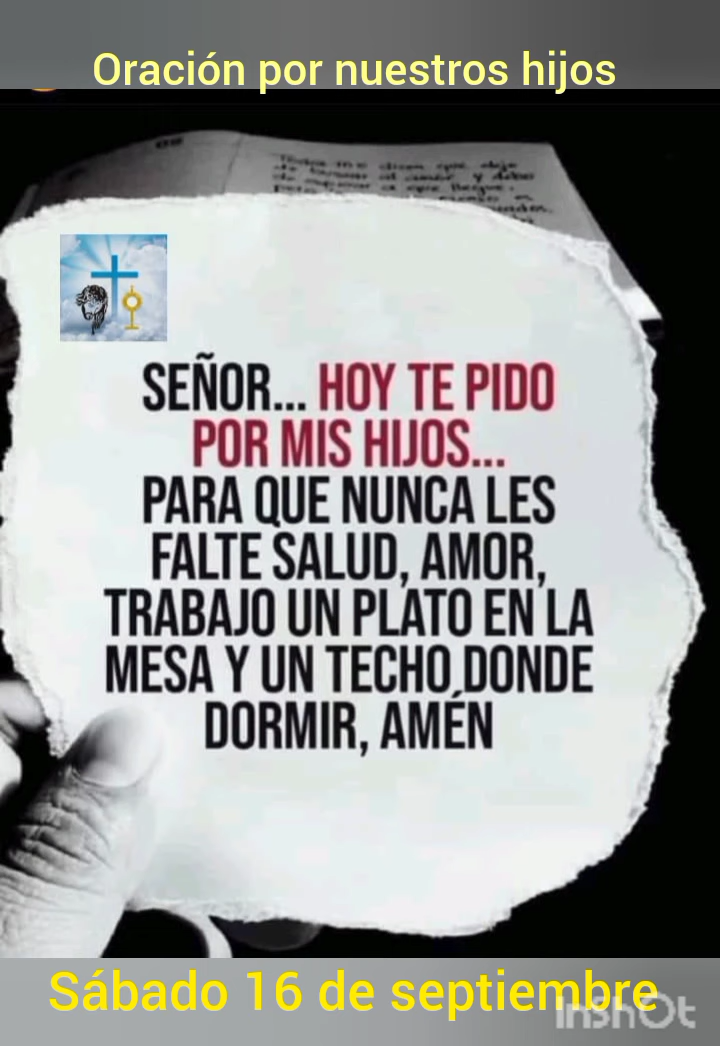 Oración por nuestros hijos
SEÑOR... HOY TE PIDO
POR MIS HIJOS...
PARA QUE NUNCA LES
FALTE SALUD, AMOR,
TRABAJO UN PLATO EN LA
MESA Y UN TECHO DONDE
DORMIR, AMÉN
Sábado 16 de septiembre
InShOt